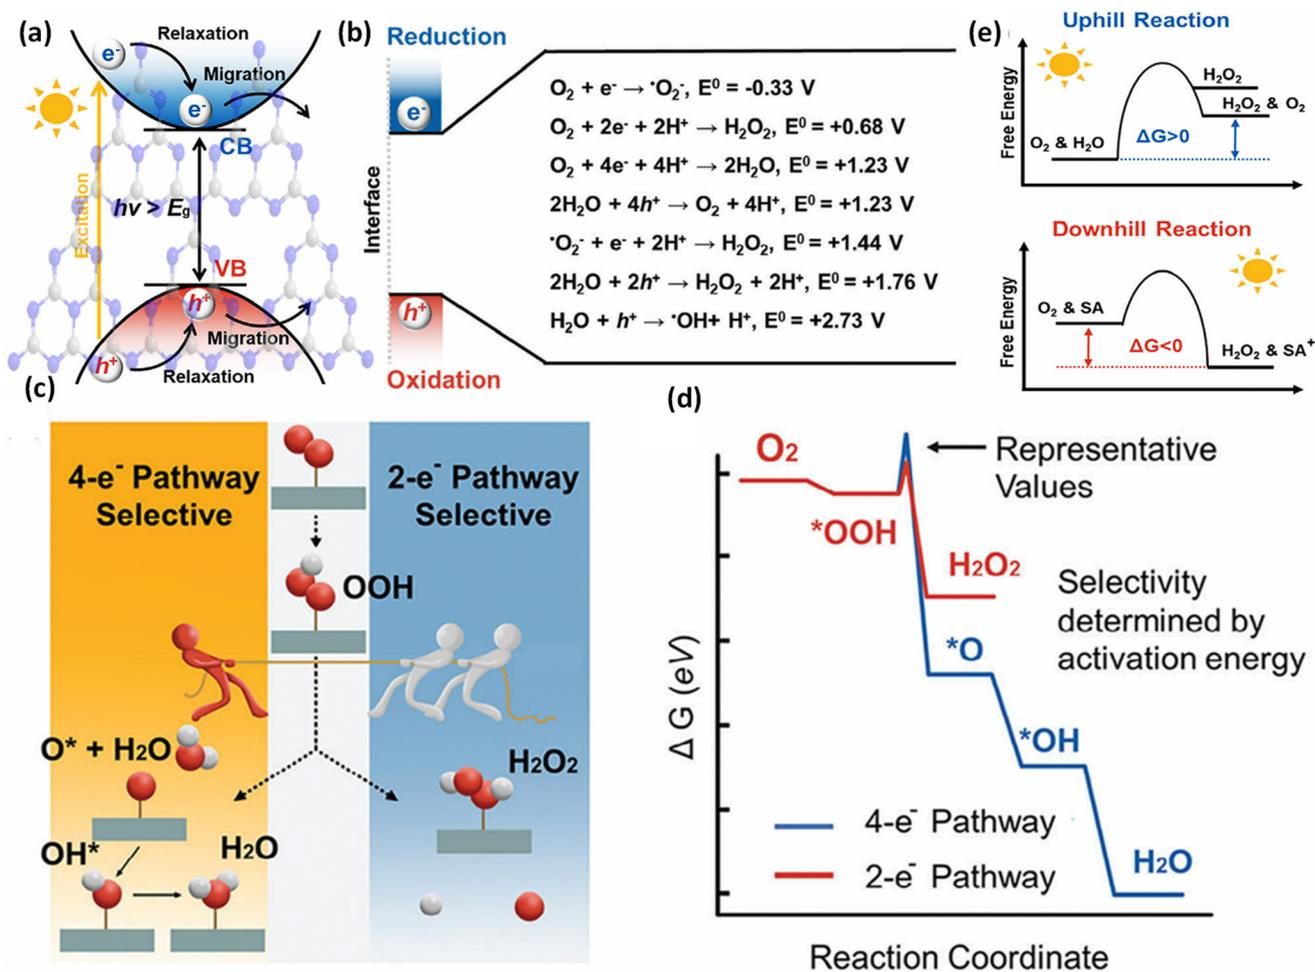 (a)
e-
Relaxation
Migration
e-
CB
Excitation
hv > Eg
VB
h+
Migration
h+
Relaxation
(b)
Reduction
e-
Interface
h+
Oxidation
O2 + e- → •O2-, E0 = -0.33 V
O2 + 2e- + 2H+ → H2O2, E0 = +0.68 V
O2 + 4e- + 4H+ → 2H2O, E0 = +1.23 V
2H2O + 4h+ → O2 + 4H+, E0 = +1.23 V
•O2- + e- + 2H+ → H2O2, E0 = +1.44 V
2H2O + 2h+ → H2O2 + 2H+, E0 = +1.76 V
H2O + h+ → •OH+ H+, E0 = +2.73 V
(e)
Uphill Reaction
Free Energy
O2 & H2O
ΔG>0
H2O2
H2O2 & O2
Downhill Reaction
Free Energy
O2 & SA
ΔG<0
H2O2 & SA+
(c)
4-e- Pathway
Selective
2-e- Pathway
Selective
OOH
O* + H2O
H2O2
OH*
H2O
(d)
O2
Representative
Values
*OOH
H2O2
Selectivity
determined by
activation energy
*O
*OH
H2O
4-e- Pathway
2-e- Pathway
ΔG (eV)
Reaction Coordinate